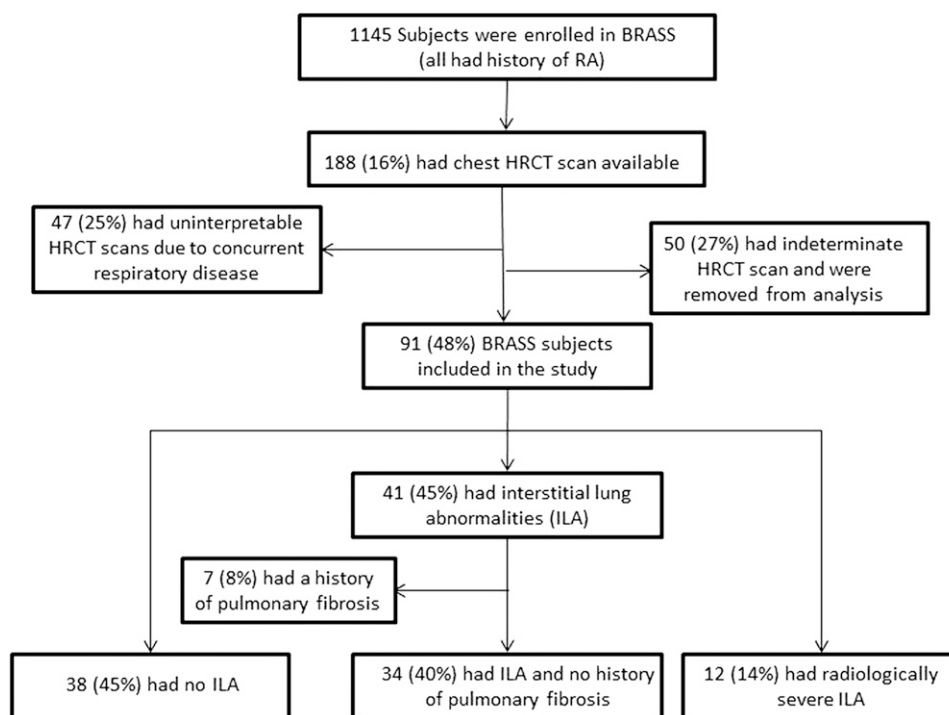 1145 Subjects were enrolled in BRASS
(all had history of RA)
188 (16%) had chest HRCT scan available
47 (25%) had uninterpretable
HRCT scans due to concurrent
respiratory disease
50 (27%) had indeterminate
HRCT scan and were
removed from analysis
91 (48%) BRASS subjects
included in the study
41 (45%) had interstitial lung
abnormalities (ILA)
7 (8%) had a history
of pulmonary fibrosis
38 (45%) had no ILA
34 (40%) had ILA and no history
of pulmonary fibrosis
12 (14%) had radiologically
severe ILA